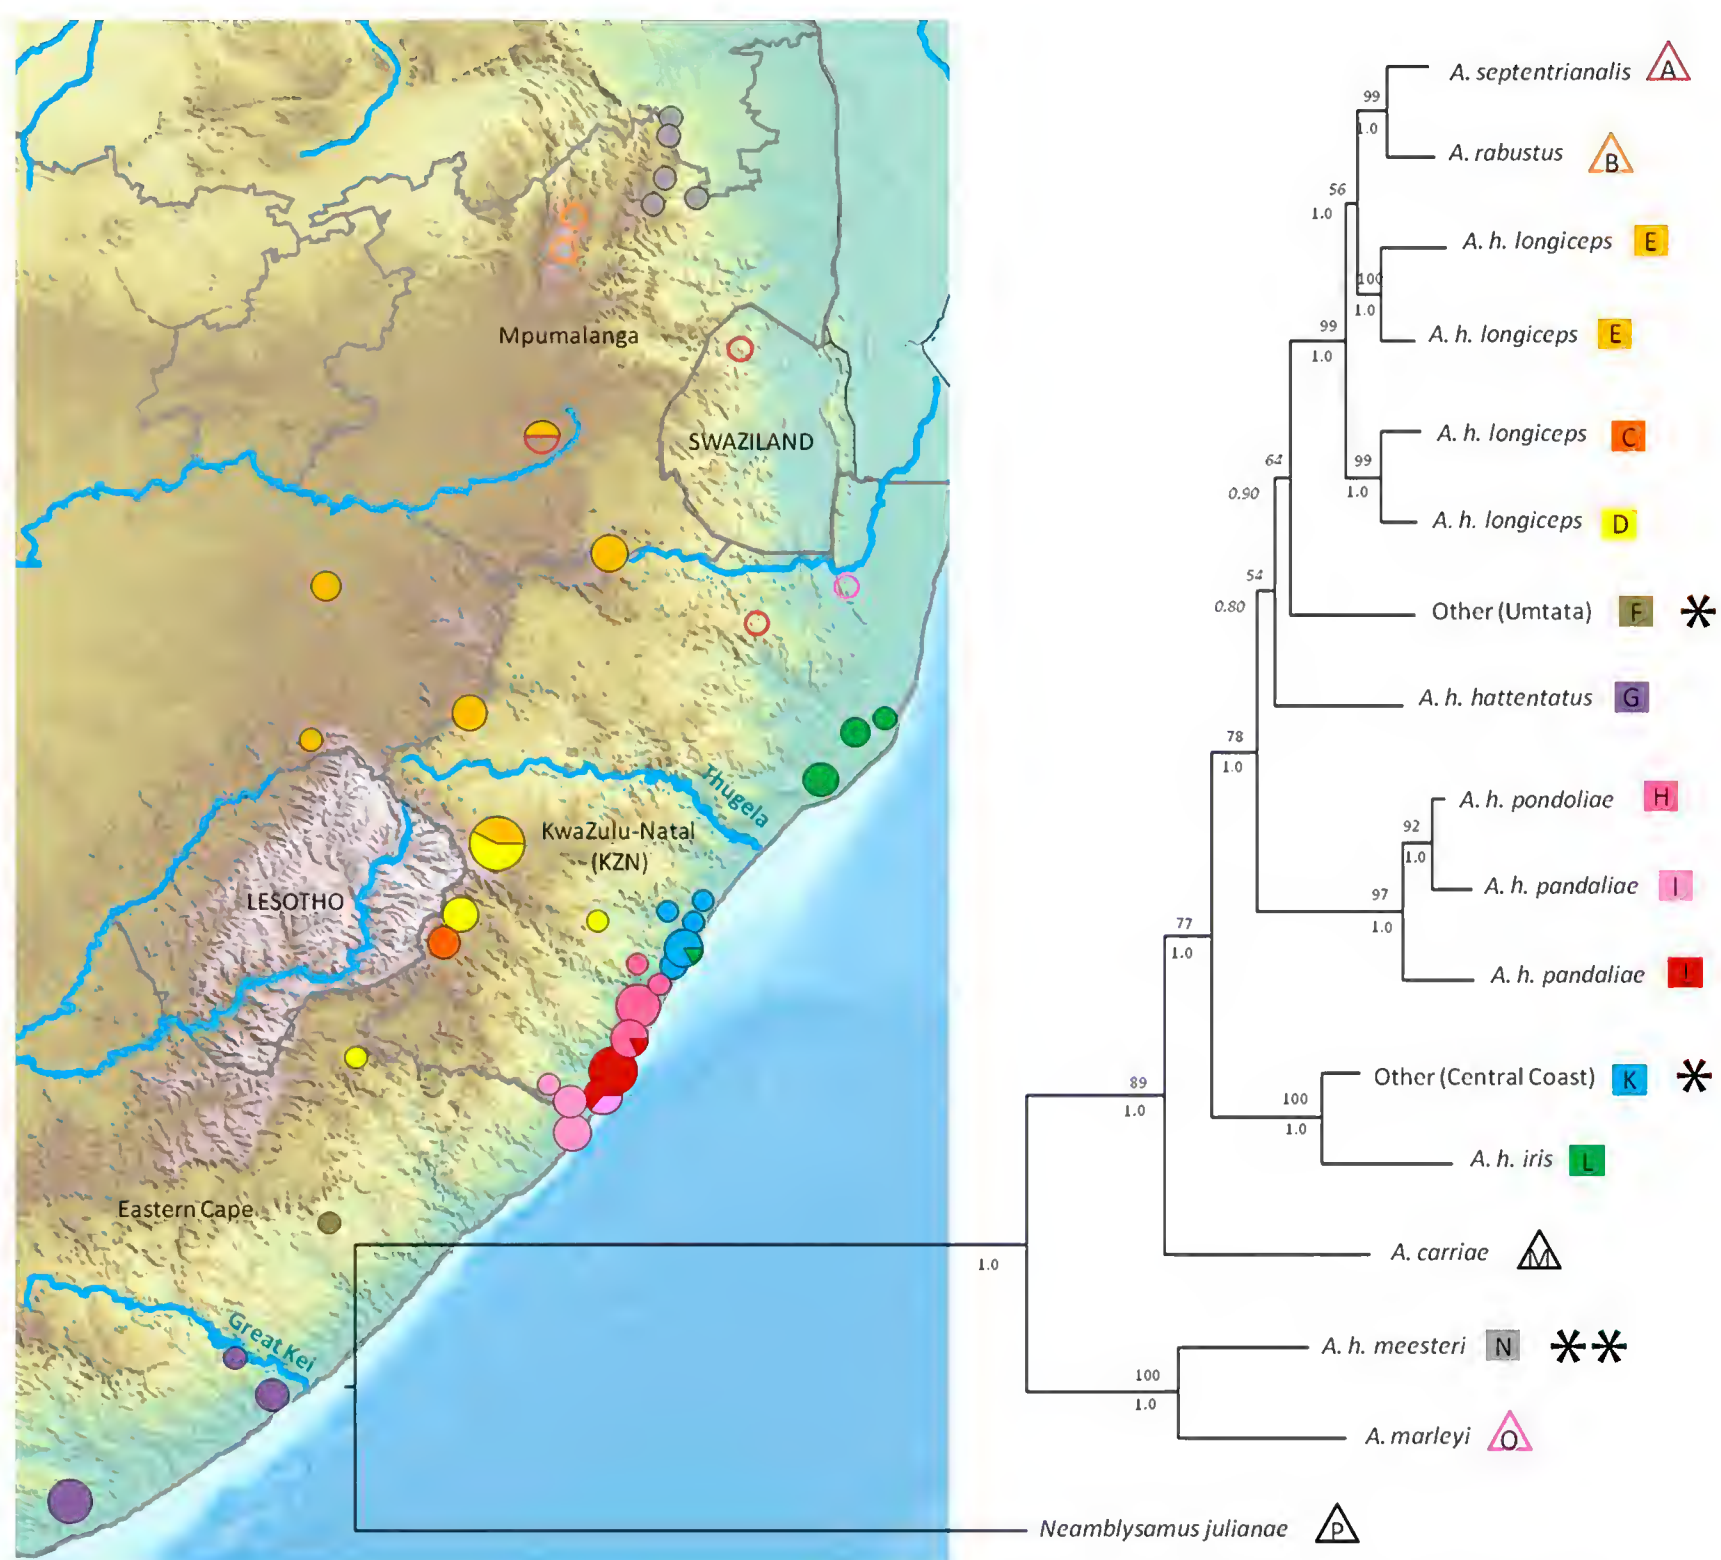 Mpumalanga
SWAZILAND
Thugela
KwaZulu-Natal
(KZN)
LESOTHO
Eastern Cape
Great Kei
A. septentrianalis A
99
1.0
A. rabustus B
56
1.0
A. h. longiceps E
100
1.0
A. h. longiceps E
99
1.0
A. h. longiceps C
99
1.0
A. h. longiceps D
64
0.90
Other (Umtata) F *
54
0.80
A. h. hattentatus G
78
1.0
A. h. pondoliae H
92
1.0
A. h. pandaliae I
97
1.0
A. h. pandaliae J
77
1.0
Other (Central Coast) K *
100
1.0
A. h. iris L
89
1.0
A. carriae M
1.0
A. h. meesteri N **
100
1.0
A. marleyi O
Neamblysamus julianae P